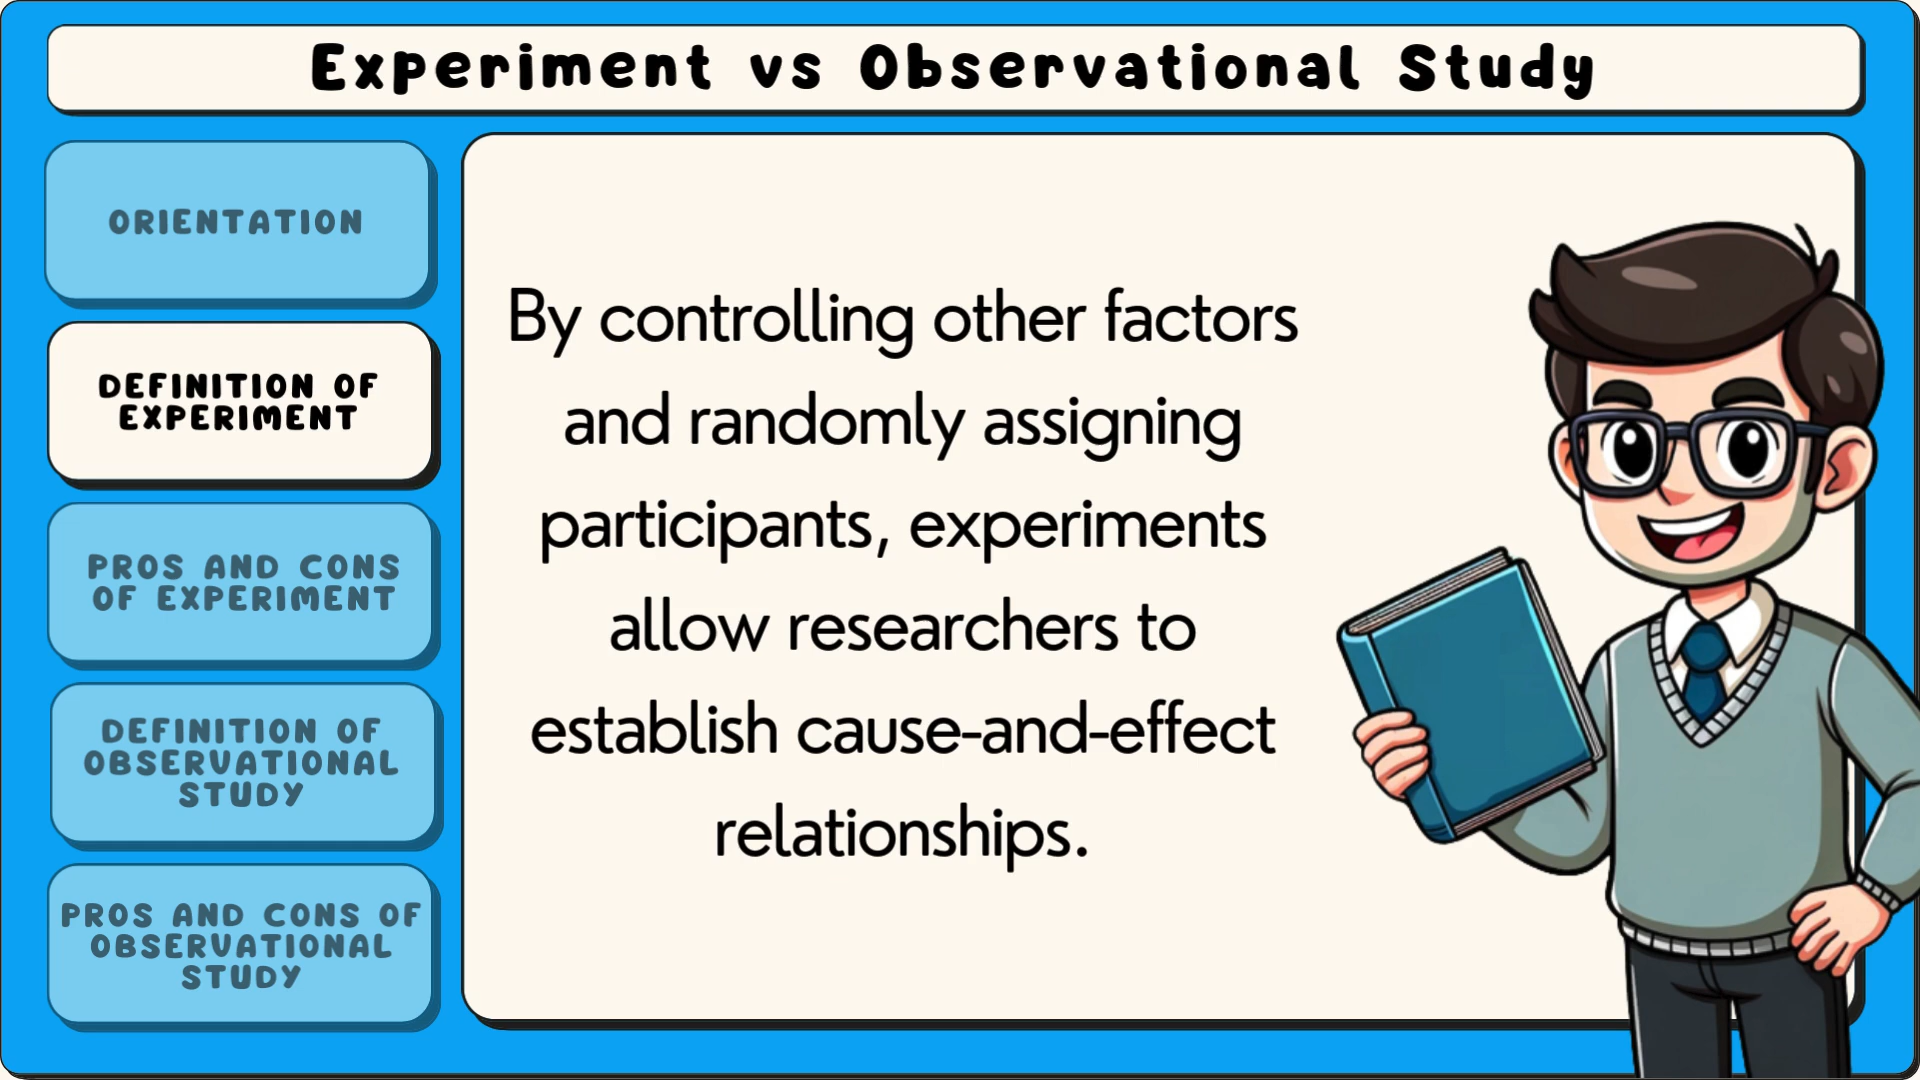 Experiment vs Observational Study
ORIENTATION
DEFINITION OF
EXPERIMENT
PROS AND CONS
OF EXPERIMENT
DEFINITION OF
OBSERVATIONAL
STUDY
PROS AND CONS OF
OBSERVATIONAL
STUDY
By controlling other factors
and randomly assigning
participants, experiments
allow researchers to
establish cause-and-effect
relationships.